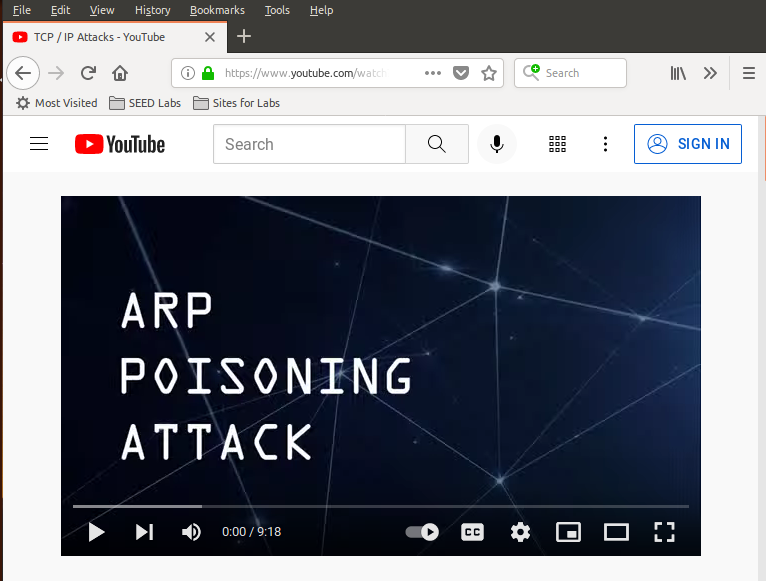 File Edit View History Bookmarks Tools Help
TCP / IP Attacks - YouTube
https://www.youtube.com/watch
Search
Most Visited SEED Labs Sites for Labs
YouTube
Search
SIGN IN
ARP
POISONING
ATTACK
0:00 / 9:18
CC